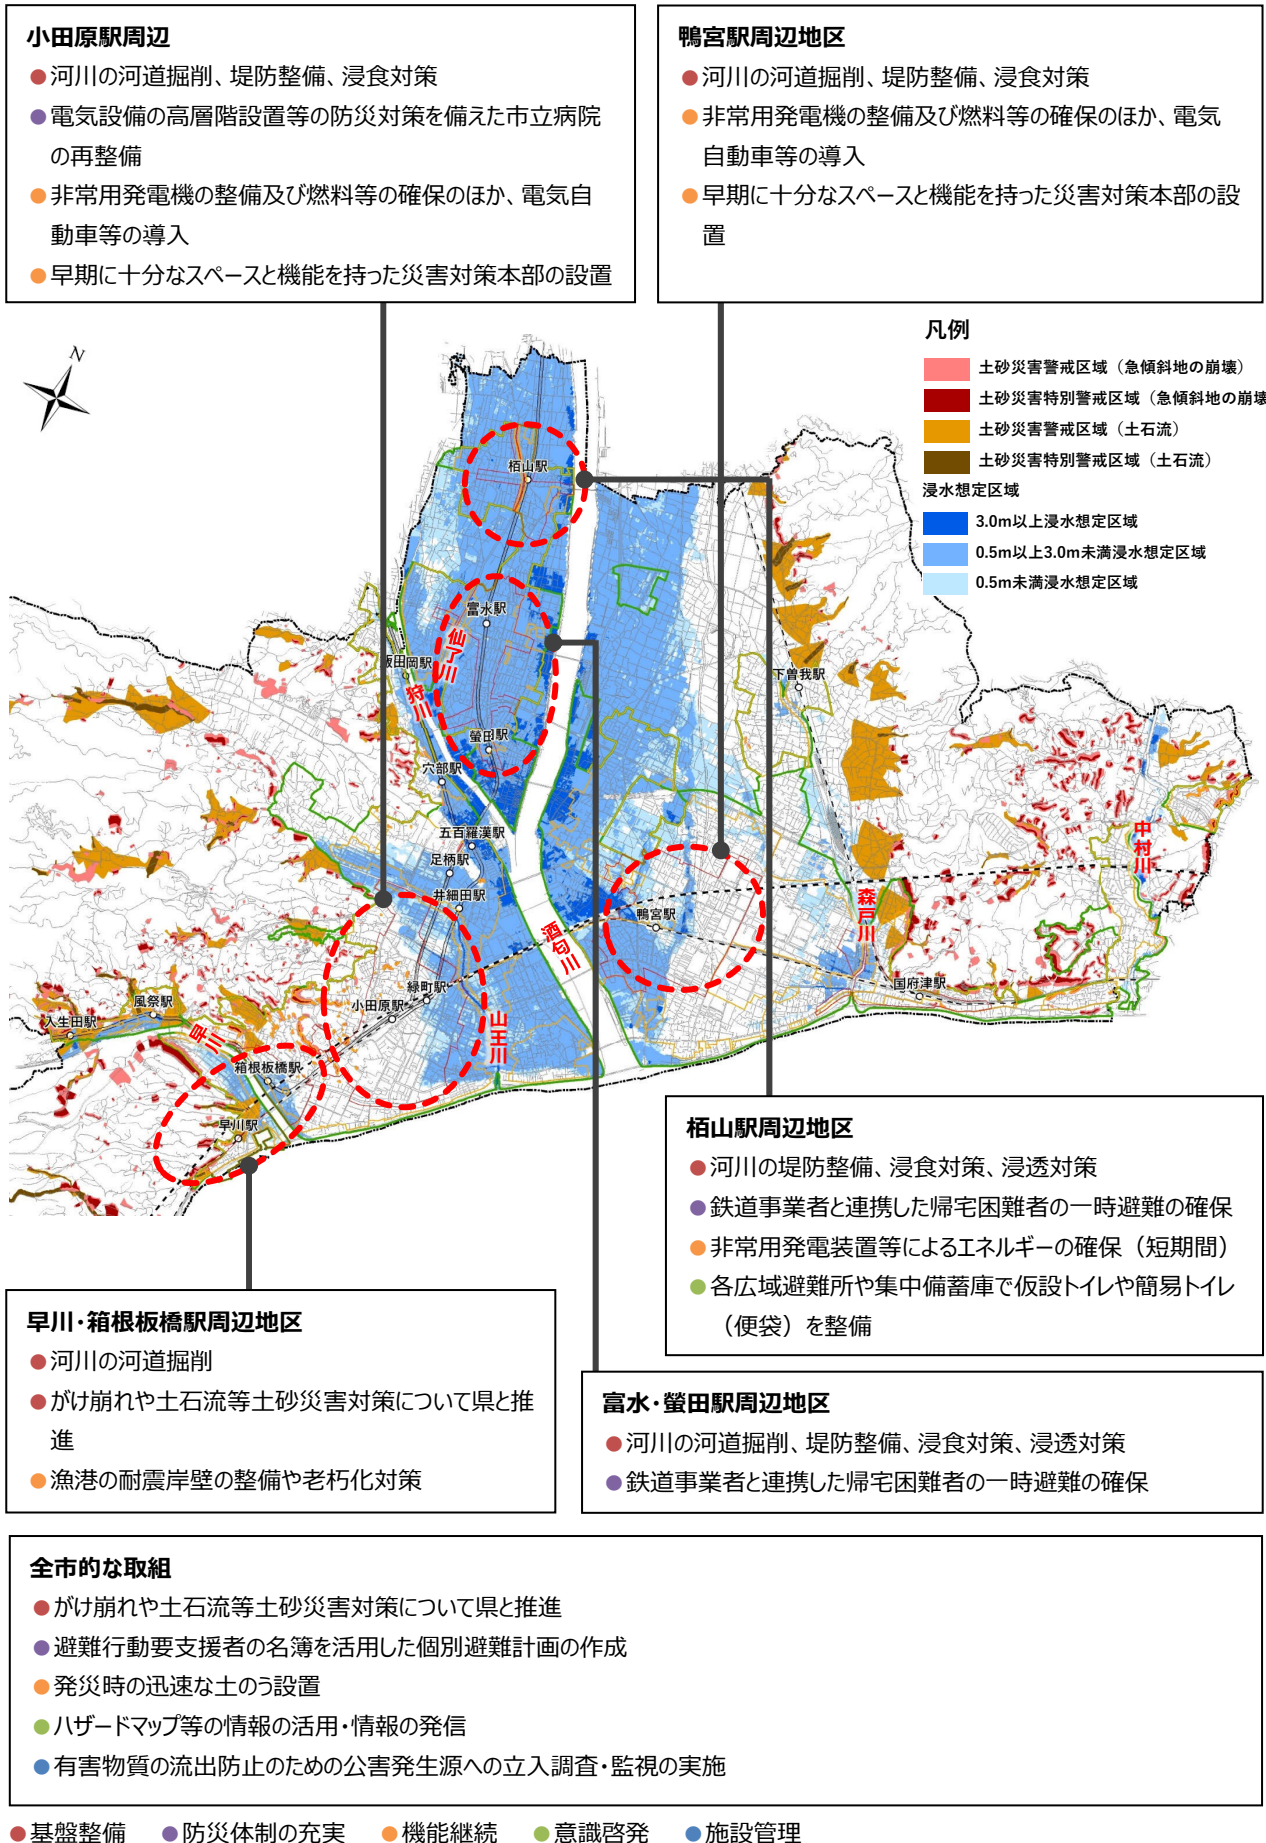 小田原駅周辺
●河川の河道掘削、堤防整備、浸食対策
●電気設備の高層階設置等の防災対策を備えた市立病院
の再整備
●非常用発電機の整備及び燃料等の確保のほか、電気自
動車等の導入
●早期に十分なスペースと機能を持った災害対策本部の設置
鴨宮駅周辺地区
●河川の河道掘削、堤防整備、浸食対策
●非常用発電機の整備及び燃料等の確保のほか、電気
自動車等の導入
●早期に十分なスペースと機能を持った災害対策本部の設
置
N
凡例
土砂災害警戒区域（急傾斜地の崩壊）
土砂災害特別警戒区域（急傾斜地の崩壊
土砂災害警戒区域（土石流）
土砂災害特別警戒区域（土石流）
浸水想定区域
3.0m以上浸水想定区域
0.5m以上3.0m未満浸水想定区域
0.5m未満浸水想定区域
栢山駅
富水駅
仙了川
飯田岡駅
狩川
下曽我駅
螢田駅
穴部駅
五百羅漢駅
足柄駅
井細田駅
中村川
森戸川
鴨宮駅
酒匂川
国府津駅
緑町駅
小田原駅
山王川
風祭駅
入生田駅
早川
箱根板橋駅
早川駅
栢山駅周辺地区
●河川の堤防整備、浸食対策、浸透対策
●鉄道事業者と連携した帰宅困難者の一時避難の確保
●非常用発電装置等によるエネルギーの確保（短期間）
●各広域避難所や集中備蓄庫で仮設トイレや簡易トイレ
（便袋）を整備
早川・箱根板橋駅周辺地区
●河川の河道掘削
●がけ崩れや土石流等土砂災害対策について県と推
進
●漁港の耐震岸壁の整備や老朽化対策
富水・螢田駅周辺地区
●河川の河道掘削、堤防整備、浸食対策、浸透対策
●鉄道事業者と連携した帰宅困難者の一時避難の確保
全市的な取組
●がけ崩れや土石流等土砂災害対策について県と推進
●避難行動要支援者の名簿を活用した個別避難計画の作成
●発災時の迅速な土のう設置
●ハザードマップ等の情報の活用・情報の発信
●有害物質の流出防止のための公害発生源への立入調査・監視の実施
●基盤整備 ●防災体制の充実 ●機能継続 ●意識啓発 ●施設管理